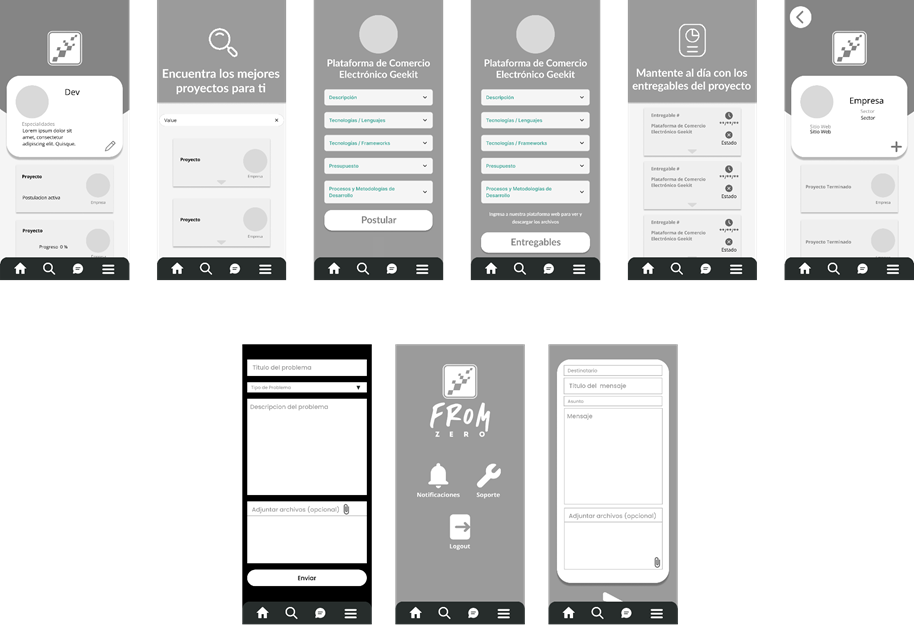 Dev
Especialidades
Lorem ipsum dolor sit
amet, consectetur
adipiscing elit. Quisque.
Proyecto
Postulacion activa
Empresa
Proyecto
Progreso: 0 %
Empresa
Encuentra los mejores
proyectos para ti
Value
Proyecto
Empresa
Proyecto
Empresa
Plataforma de Comercio
Electrónico Geekit
Descripción
Tecnologías / Lenguajes
Tecnologías / Frameworks
Presupuesto
Procesos y Metodologías de
Desarrollo
Postular
Plataforma de Comercio
Electrónico Geekit
Descripción
Tecnologías / Lenguajes
Tecnologías / Frameworks
Presupuesto
Procesos y Metodologías de
Desarrollo
Ingresa a nuestra plataforma web para ver y
descargar los archivos
Entregables
Mantente al día con los
entregables del proyecto
Entregable #
Plataforma de Comercio
Electrónico Geekit
**/**/**
Estado
Entregable #
Plataforma de Comercio
Electrónico Geekit
**/**/**
Estado
Entregable #
Plataforma de Comercio
Electrónico Geekit
**/**/**
Estado
Empresa
Sector
Sector
Sitio Web
Proyecto Terminado
Empresa
Proyecto Terminado
Título del problema
Tipo de Problema
Descripcion del problema
Adjuntar archivos (opcional)
Enviar
FROM
ZERO
Notificaciones
Soporte
Logout
Destinatario
Título del mensaje
Asunto
Mensaje
Adjuntar archivos (opcional)